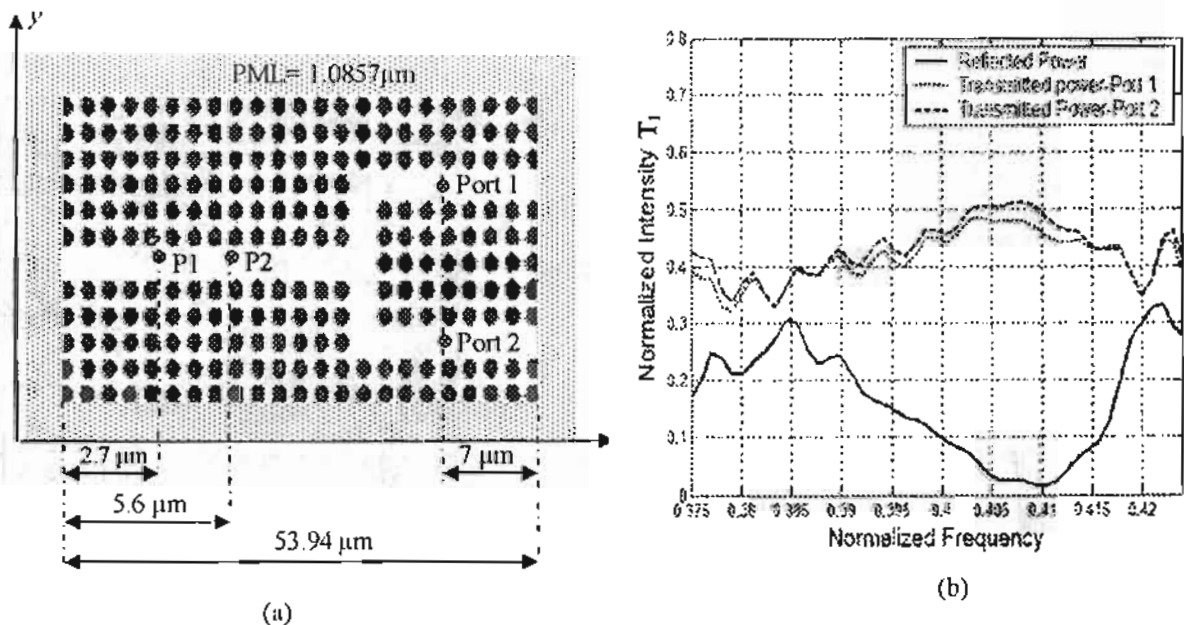 y
PML= 1.0857μm
Port 1
P1
P2
Port 2
2.7 μm
7 μm
5.6 μm
53.94 μm
(a)
Normalized Intensity T₁
0.8
0.7
0.6
0.5
0.4
0.3
0.2
0.1
0
Reflected Power
Transmitted power-Port 1
Transmitted Power-Port 2
0.375 0.38 0.385 0.39 0.395 0.4 0.405 0.41 0.415 0.42
Normalized Frequency
(b)